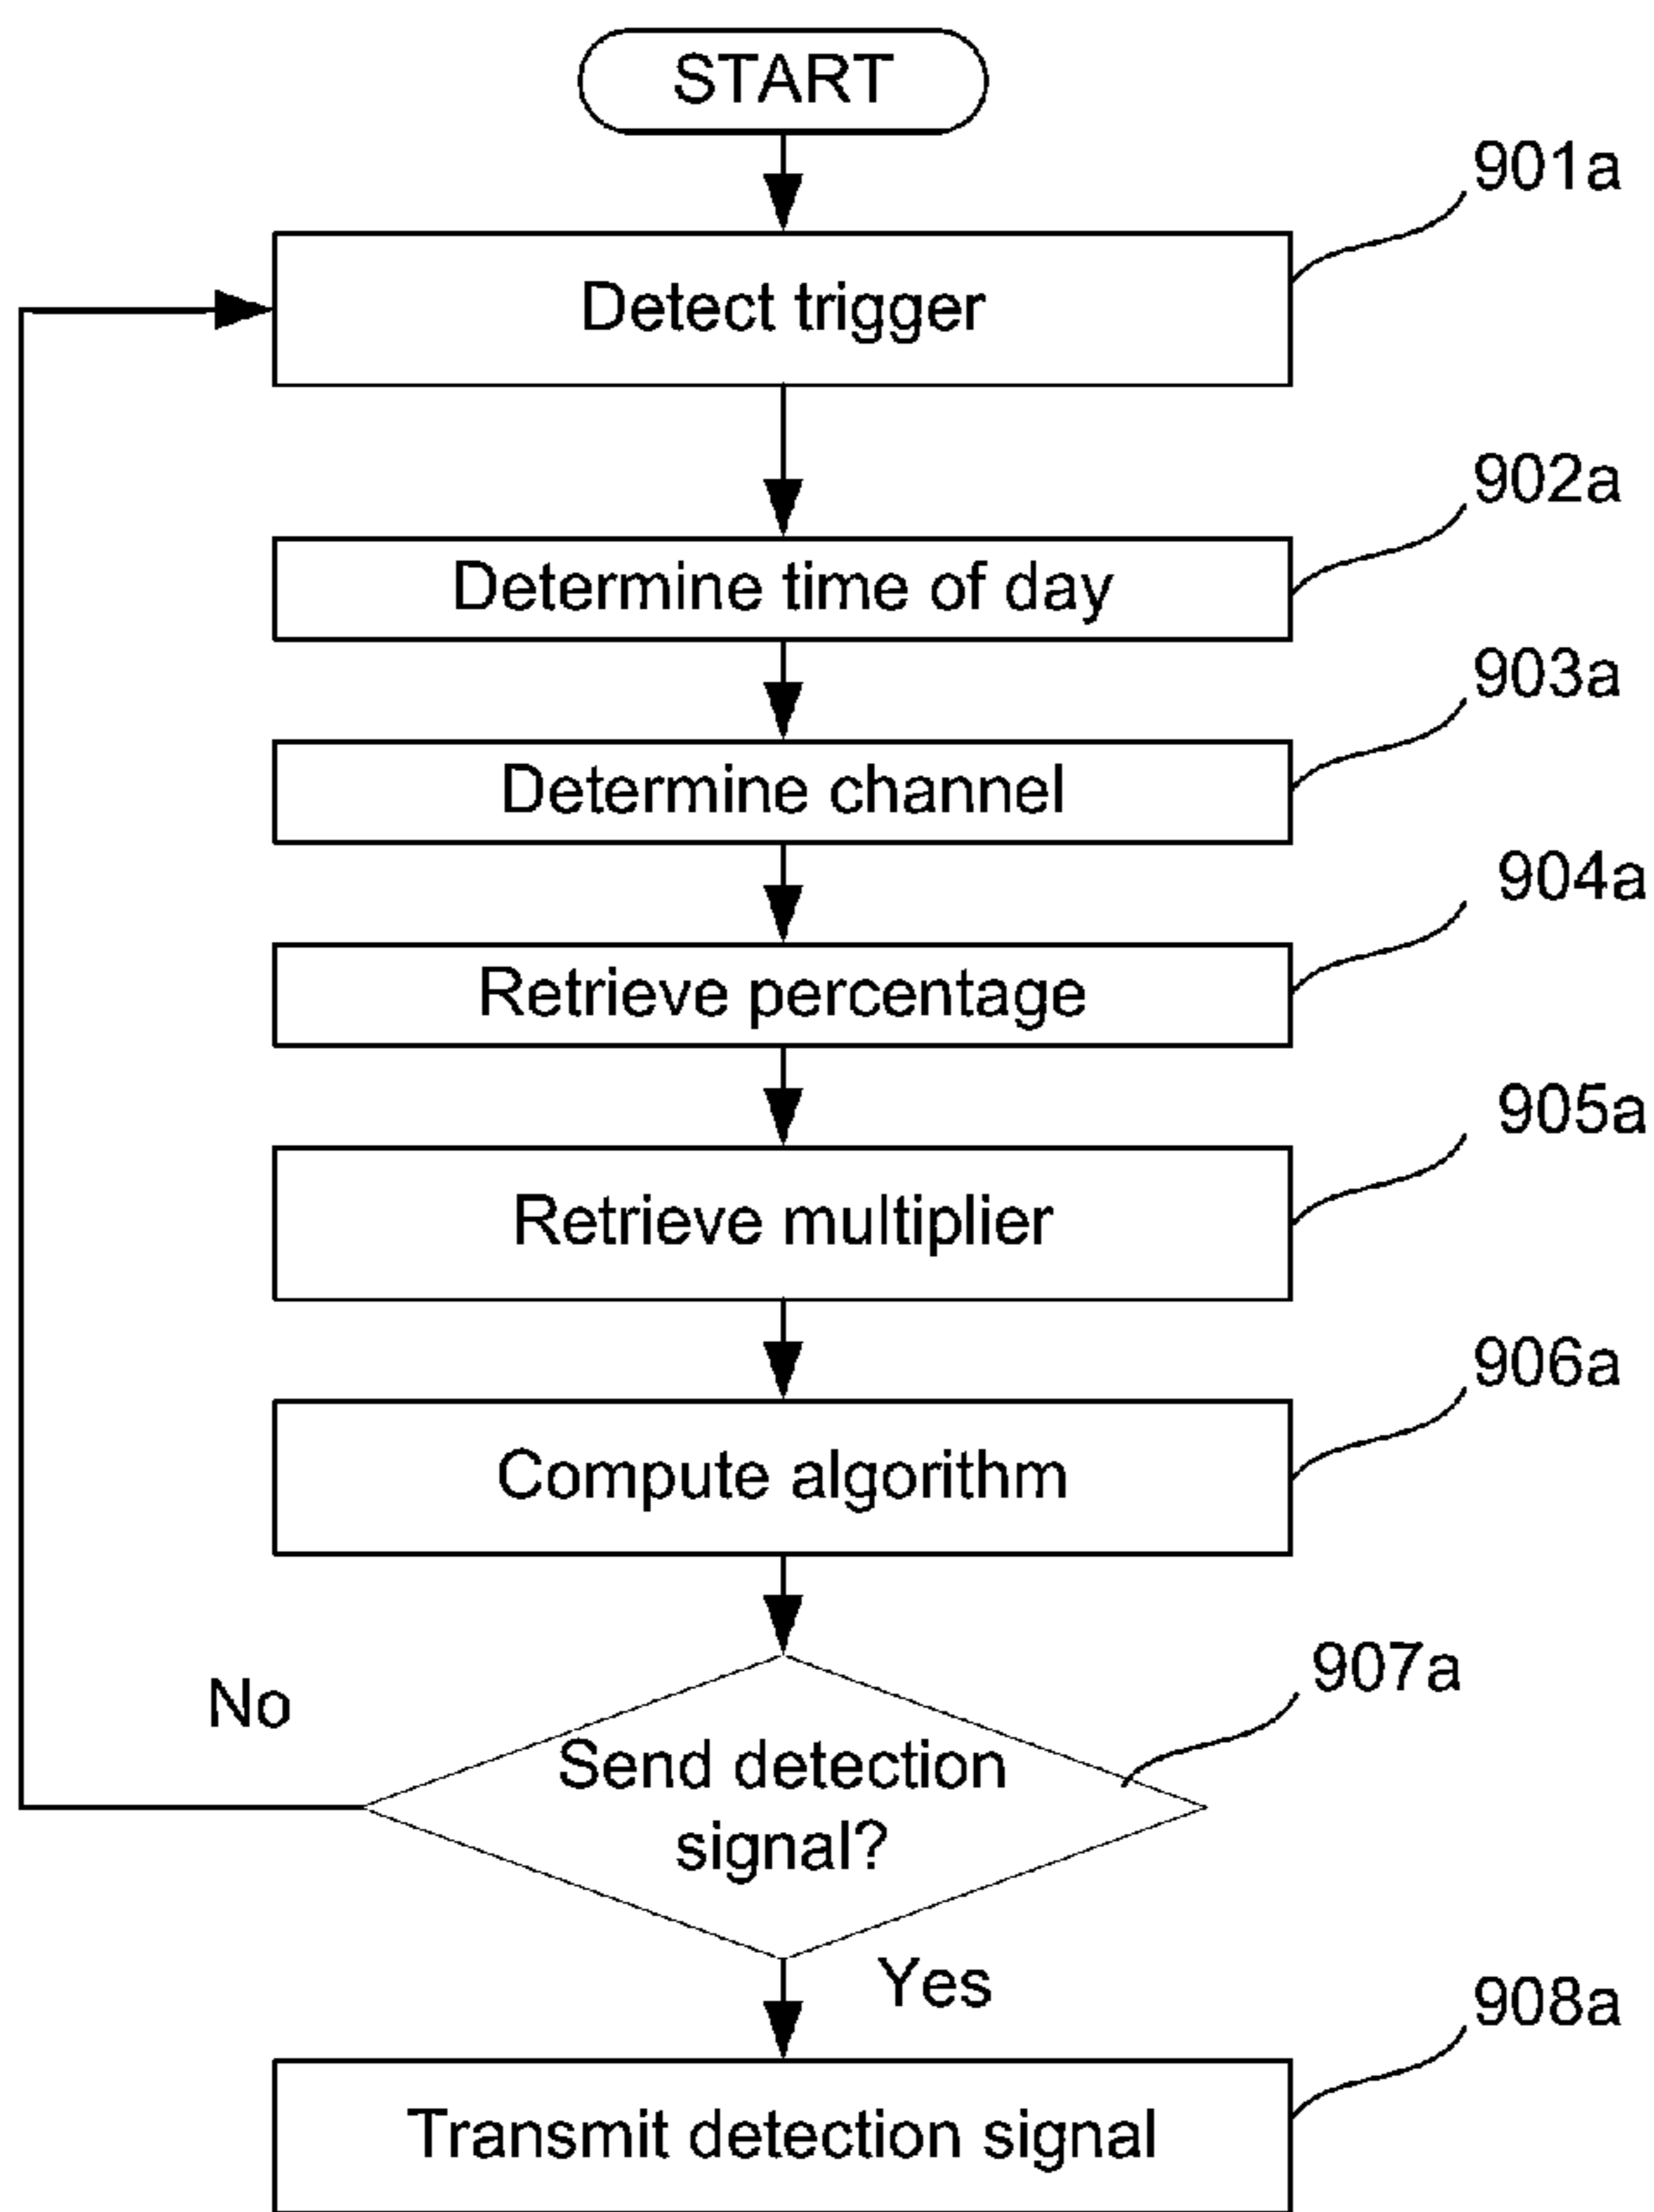 START
901a
Detect trigger
902a
Determine time of day
903a
Determine channel
904a
Retrieve percentage
905a
Retrieve multiplier
906a
Compute algorithm
907a
No
Send detection
signal?
Yes
908a
Transmit detection signal